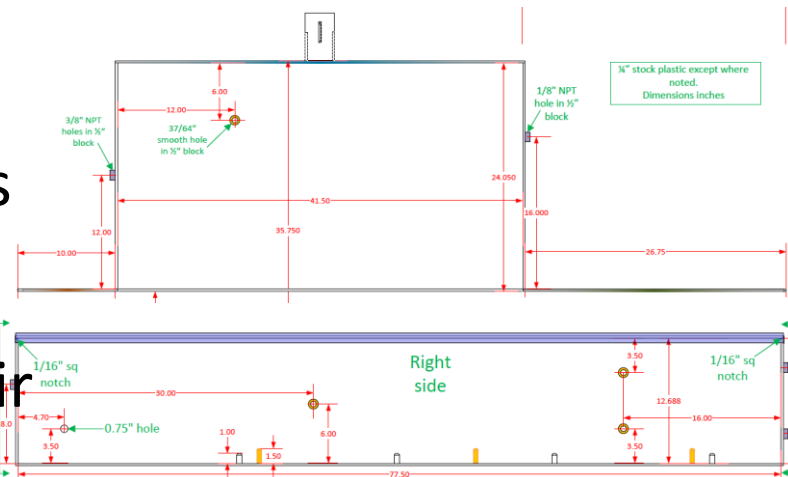 6.00
12.00
3/8" NPT
holes in ½"
block
37/64"
smooth hole
in ½" block
1/8" NPT
hole in ½"
block
¼" stock plastic except where
noted.
Dimensions inches
s
24.050
41.50
16.000
12.00
35.750
10.00
26.75
1/16" sq
notch
Right
side
3.50
1/16" sq
notch
ir
30.00
12.688
16.00
8.0
4.70
0.75" hole
3.50
1.00
1.50
6.00
3.50
77.50